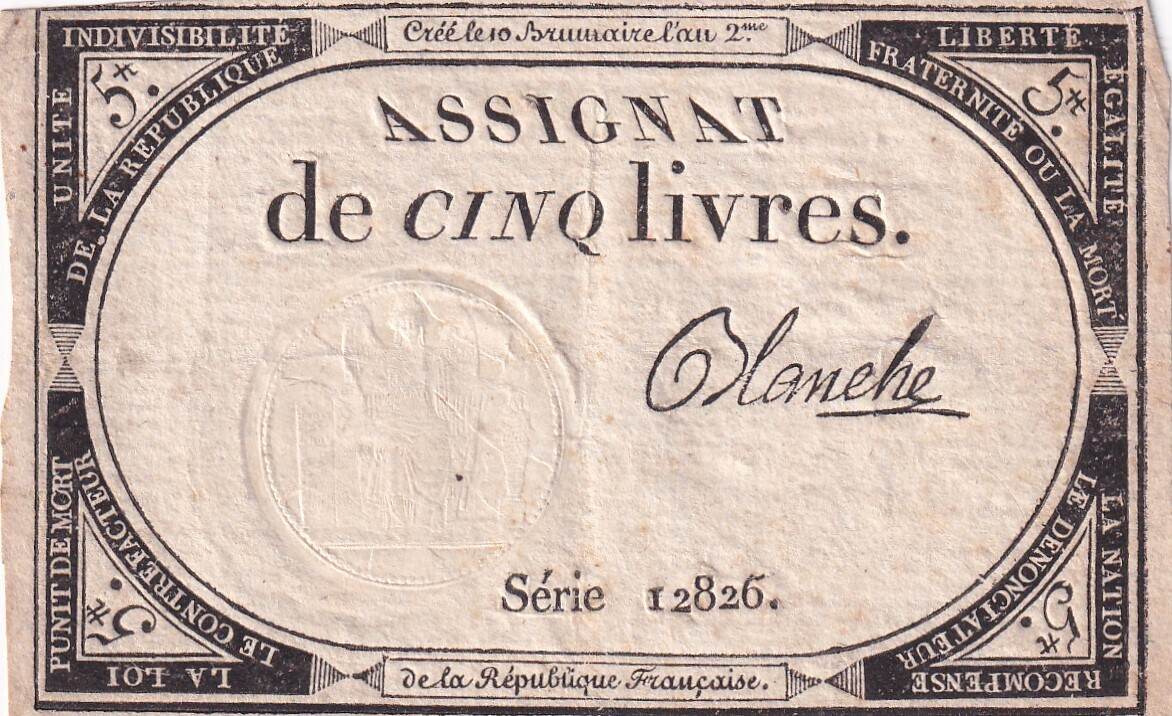 INDIVISIBILITÉ
UNITÉ
DE LA REPUBLIQUE
5₶.
Créé le 10 Brumaire l'an 2.me
LIBERTÉ
EGALITÉ
FRATERNITÉ OU LA MORT
5₶.
ASSIGNAT
de CINQ livres.
Blanche
Série 12826.
LA LOI
PUNIT DE MORT
LE CONTREFACTEUR
5₶.
de la République Française.
LA NATION
RECOMPENSE
LE DENONCIATEUR
5₶.